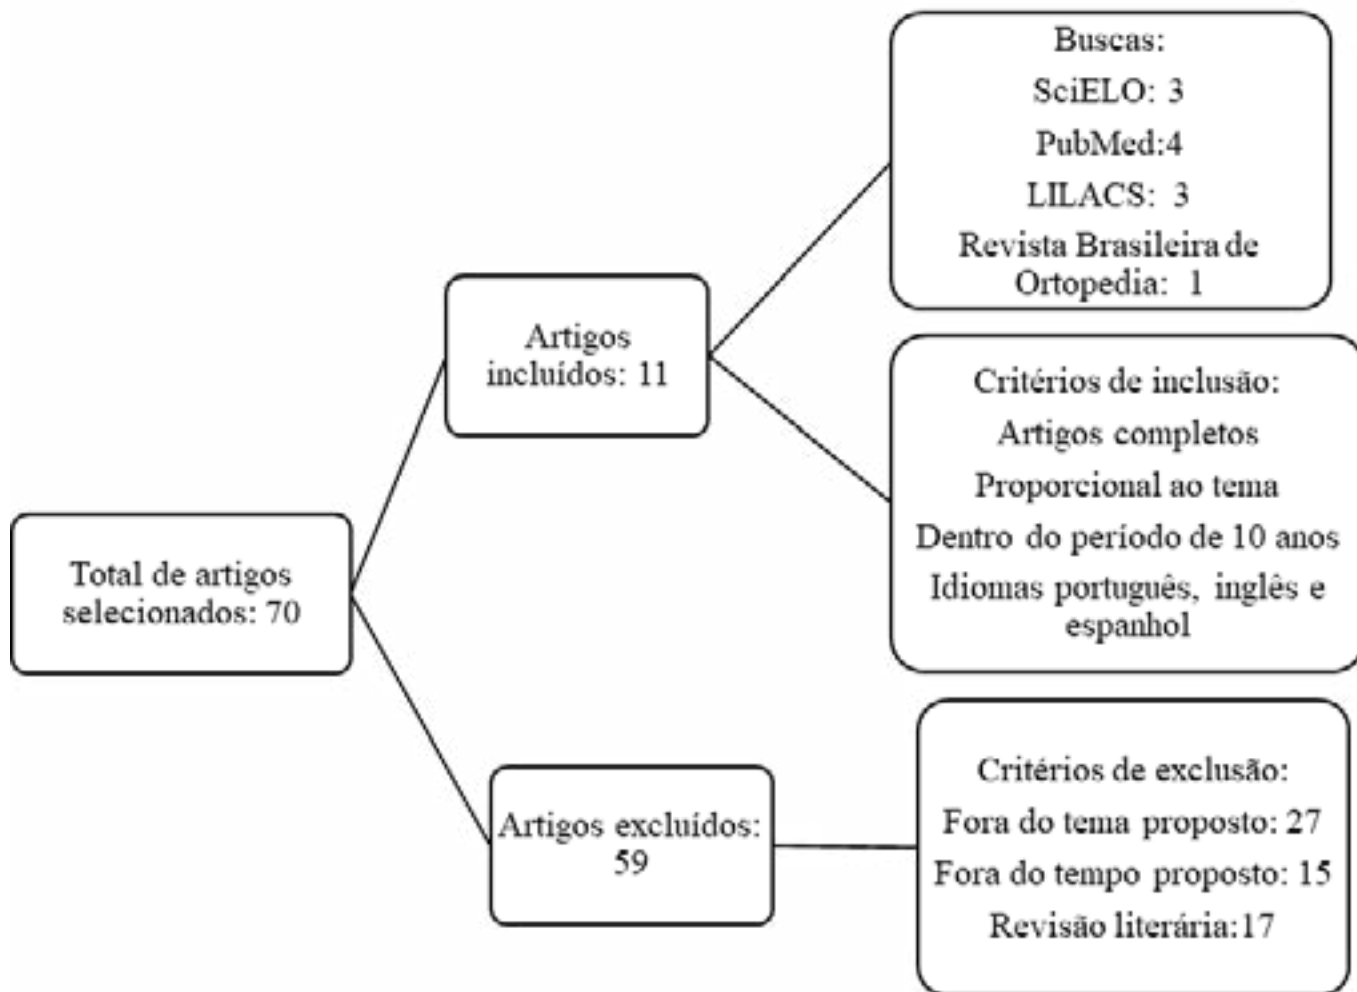 Total de artigos
selecionados: 70
Artigos
incluídos: 11
Buscas:
SciELO: 3
PubMed:4
LILACS: 3
Revista Brasileira de
Ortopedia: 1
Critérios de inclusão:
Artigos completos
Proporcional ao tema
Dentro do período de 10 anos
Idiomas português, inglês e
espanhol
Artigos excluídos:
59
Critérios de exclusão:
Fora do tema proposto: 27
Fora do tempo proposto: 15
Revisão literária:17